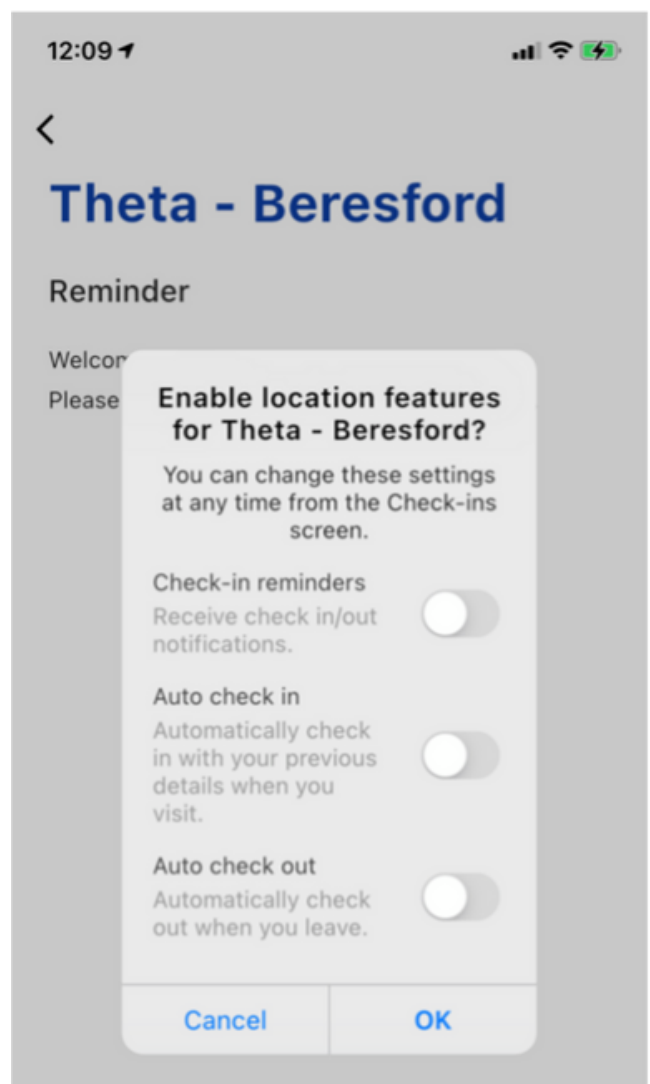 12:09
Theta - Beresford
Reminder
Welcom
Please
Enable location features
for Theta - Beresford?
You can change these settings
at any time from the Check-ins
screen.
Check-in reminders
Receive check in/out
notifications.
Auto check in
Automatically check
in with your previous
details when you
visit.
Auto check out
Automatically check
out when you leave.
Cancel OK